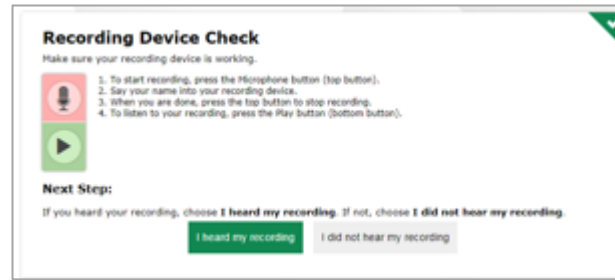 Recording Device Check
Make sure your recording device is working.
1. To start recording, press the Microphone button (top button).
2. Say your name into your recording device.
3. When you are done, press the top button to stop recording.
4. To listen to your recording, press the Play button (bottom button).
Next Step:
If you heard your recording, choose I heard my recording. If not, choose I did not hear my recording.
I heard my recording
I did not hear my recording